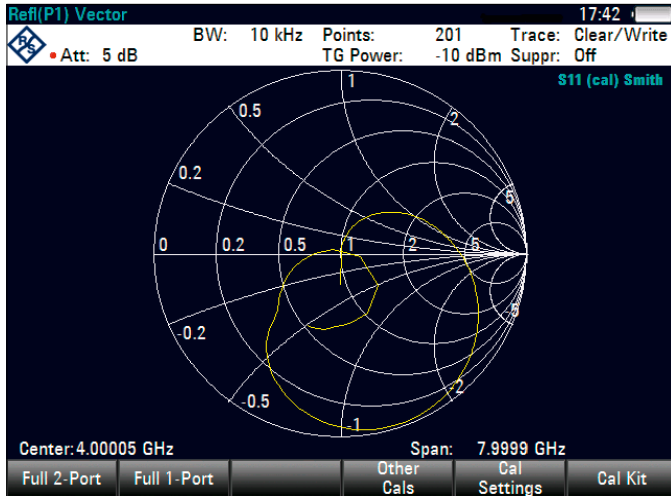 Refl(P1) Vector 17:42
BW: 10 kHz Points: 201 Trace: Clear/Write
R&S Att: 5 dB TG Power: -10 dBm Suppr: Off
S11 (cal) Smith
1
0.5 2
0.2 5
0 0.2 0.5 1 2 5
-0.2 -5
-0.5 -2
-1
Center: 4.00005 GHz Span: 7.9999 GHz
Full 2-Port Full 1-Port Other Cals Cal Settings Cal Kit